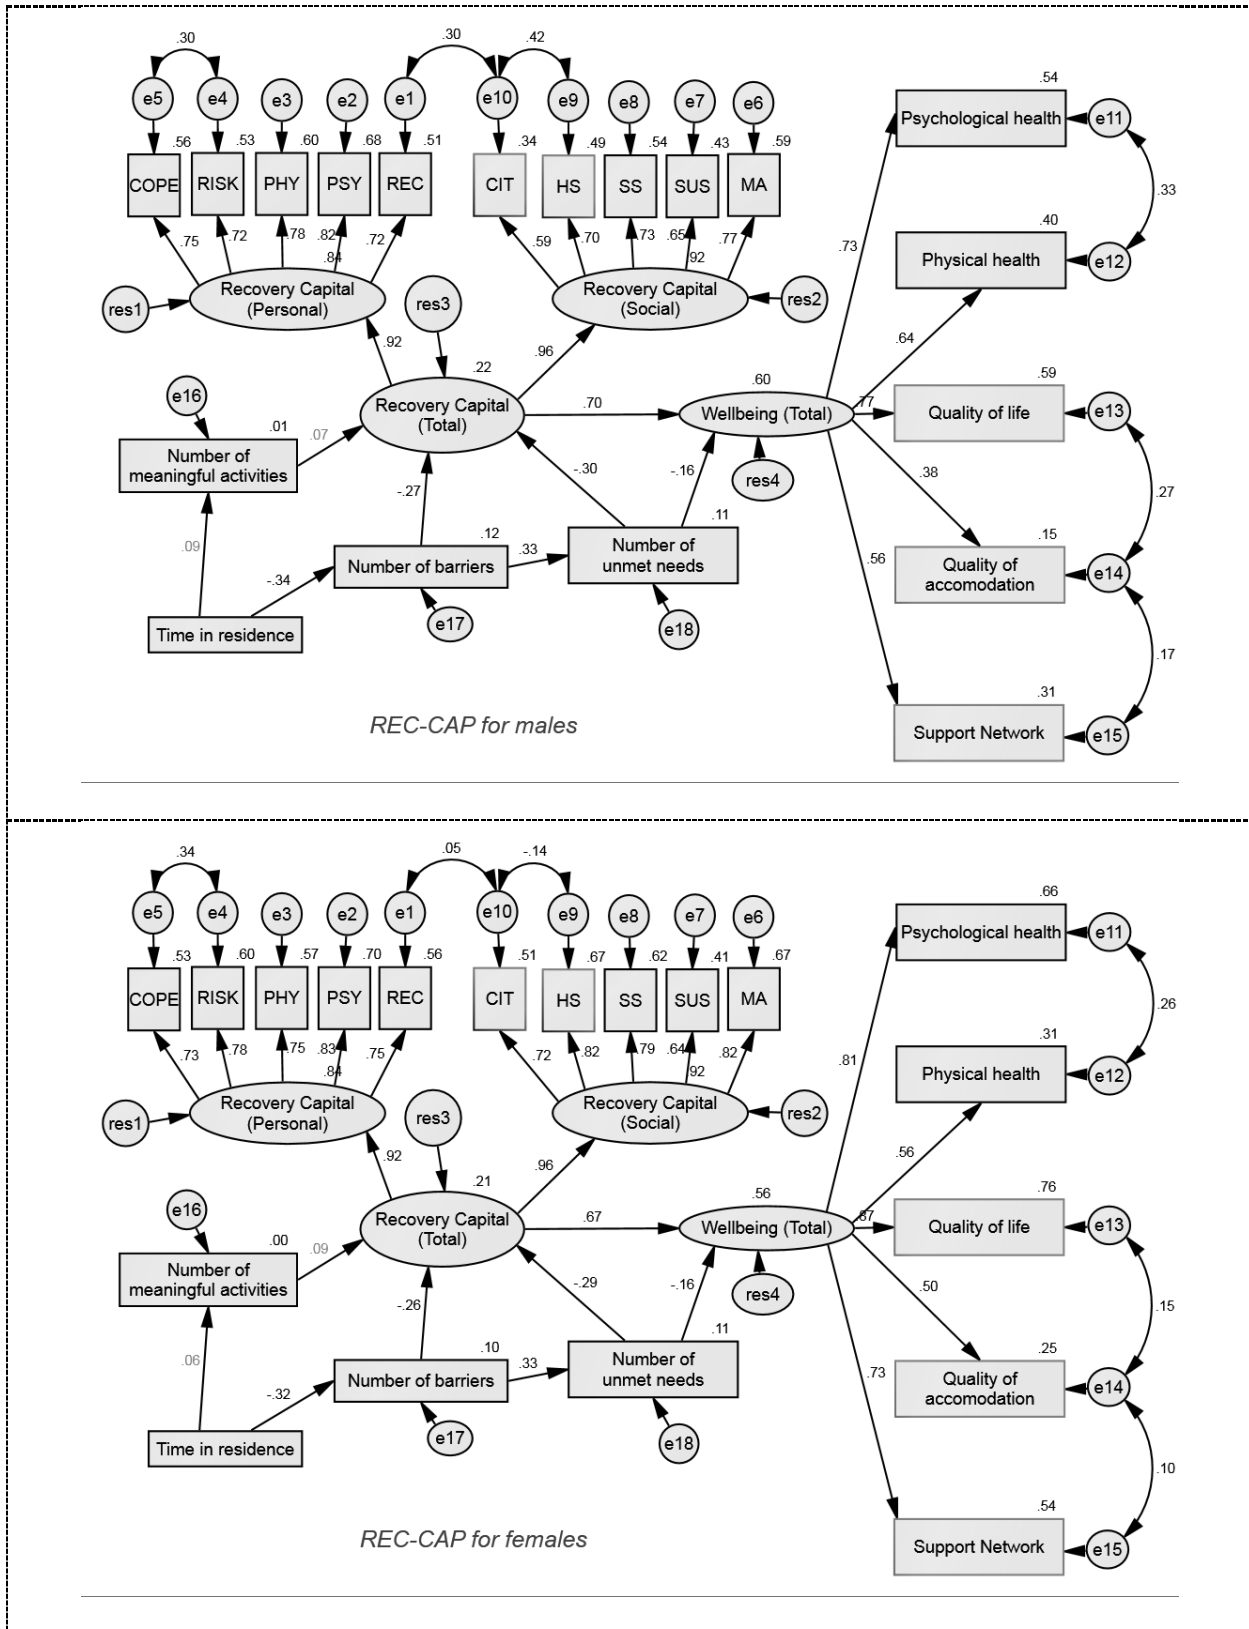 .30
.30
.42
e5
e4
e3
e2
e1
e10
e9
e8
e7
e6
.56
.53
.60
.68
.51
.34
.49
.54
.43
.59
COPE
RISK
PHY
PSY
REC
CIT
HS
SS
SUS
MA
.75
.72
.78
.82
.72
.59
.70
.73
.65
.77
.84
.92
Recovery Capital
(Personal)
Recovery Capital
(Social)
res1
res3
res2
.92
.96
.22
e16
Recovery Capital
(Total)
.70
.60
Wellbeing (Total)
res4
.01
.07
Number of
meaningful activities
-.27
-.30
-.16
.11
.09
.12
.33
Number of barriers
Number of
unmet needs
-.34
Time in residence
e17
e18
.73
.64
.77
.38
.56
.54
Psychological health
e11
.33
.40
Physical health
e12
.59
Quality of life
e13
.27
.15
Quality of
accomodation
e14
.17
.31
Support Network
e15
REC-CAP for males
.34
.05
-.14
e5
e4
e3
e2
e1
e10
e9
e8
e7
e6
.53
.60
.57
.70
.56
.51
.67
.62
.41
.67
COPE
RISK
PHY
PSY
REC
CIT
HS
SS
SUS
MA
.73
.78
.75
.83
.75
.72
.82
.79
.64
.82
.84
.92
Recovery Capital
(Personal)
Recovery Capital
(Social)
res1
res3
res2
.92
.96
.21
e16
Recovery Capital
(Total)
.67
.56
Wellbeing (Total)
res4
.00
.09
Number of
meaningful activities
-.26
-.29
-.16
.11
.06
.10
.33
Number of barriers
Number of
unmet needs
-.32
Time in residence
e17
e18
.81
.56
.87
.50
.73
.66
Psychological health
e11
.26
.31
Physical health
e12
.76
Quality of life
e13
.15
.25
Quality of
accomodation
e14
.10
.54
Support Network
e15
REC-CAP for females